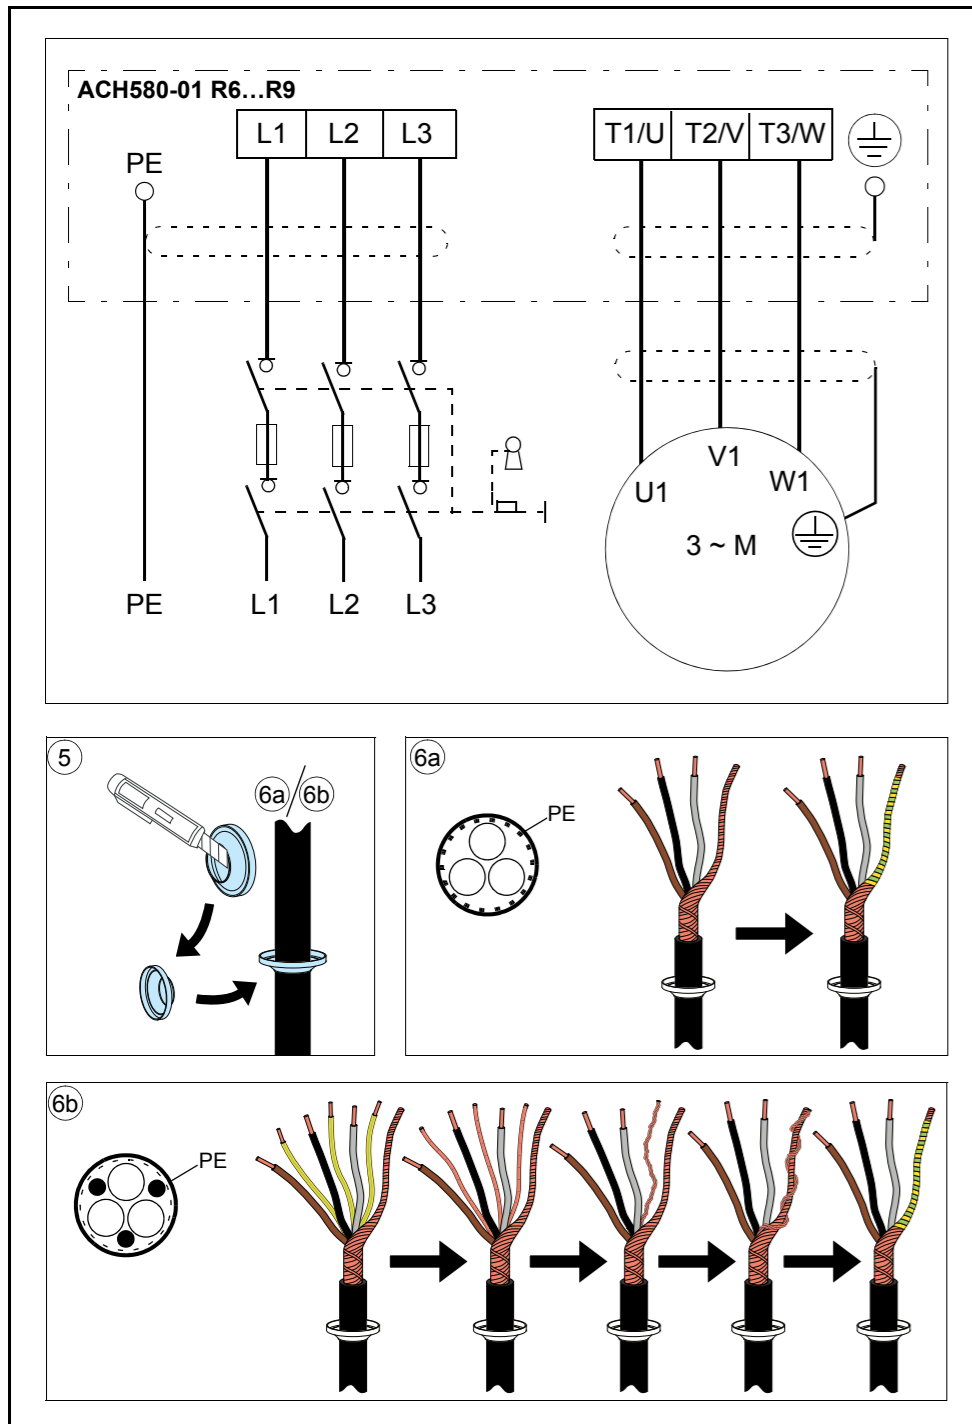 ACH580-01 R6...R9
L1 L2 L3
T1/U T2/V T3/W
PE
V1
U1
W1
3 ~ M
PE L1 L2 L3
5
6a 6b
6a
PE
6b
PE